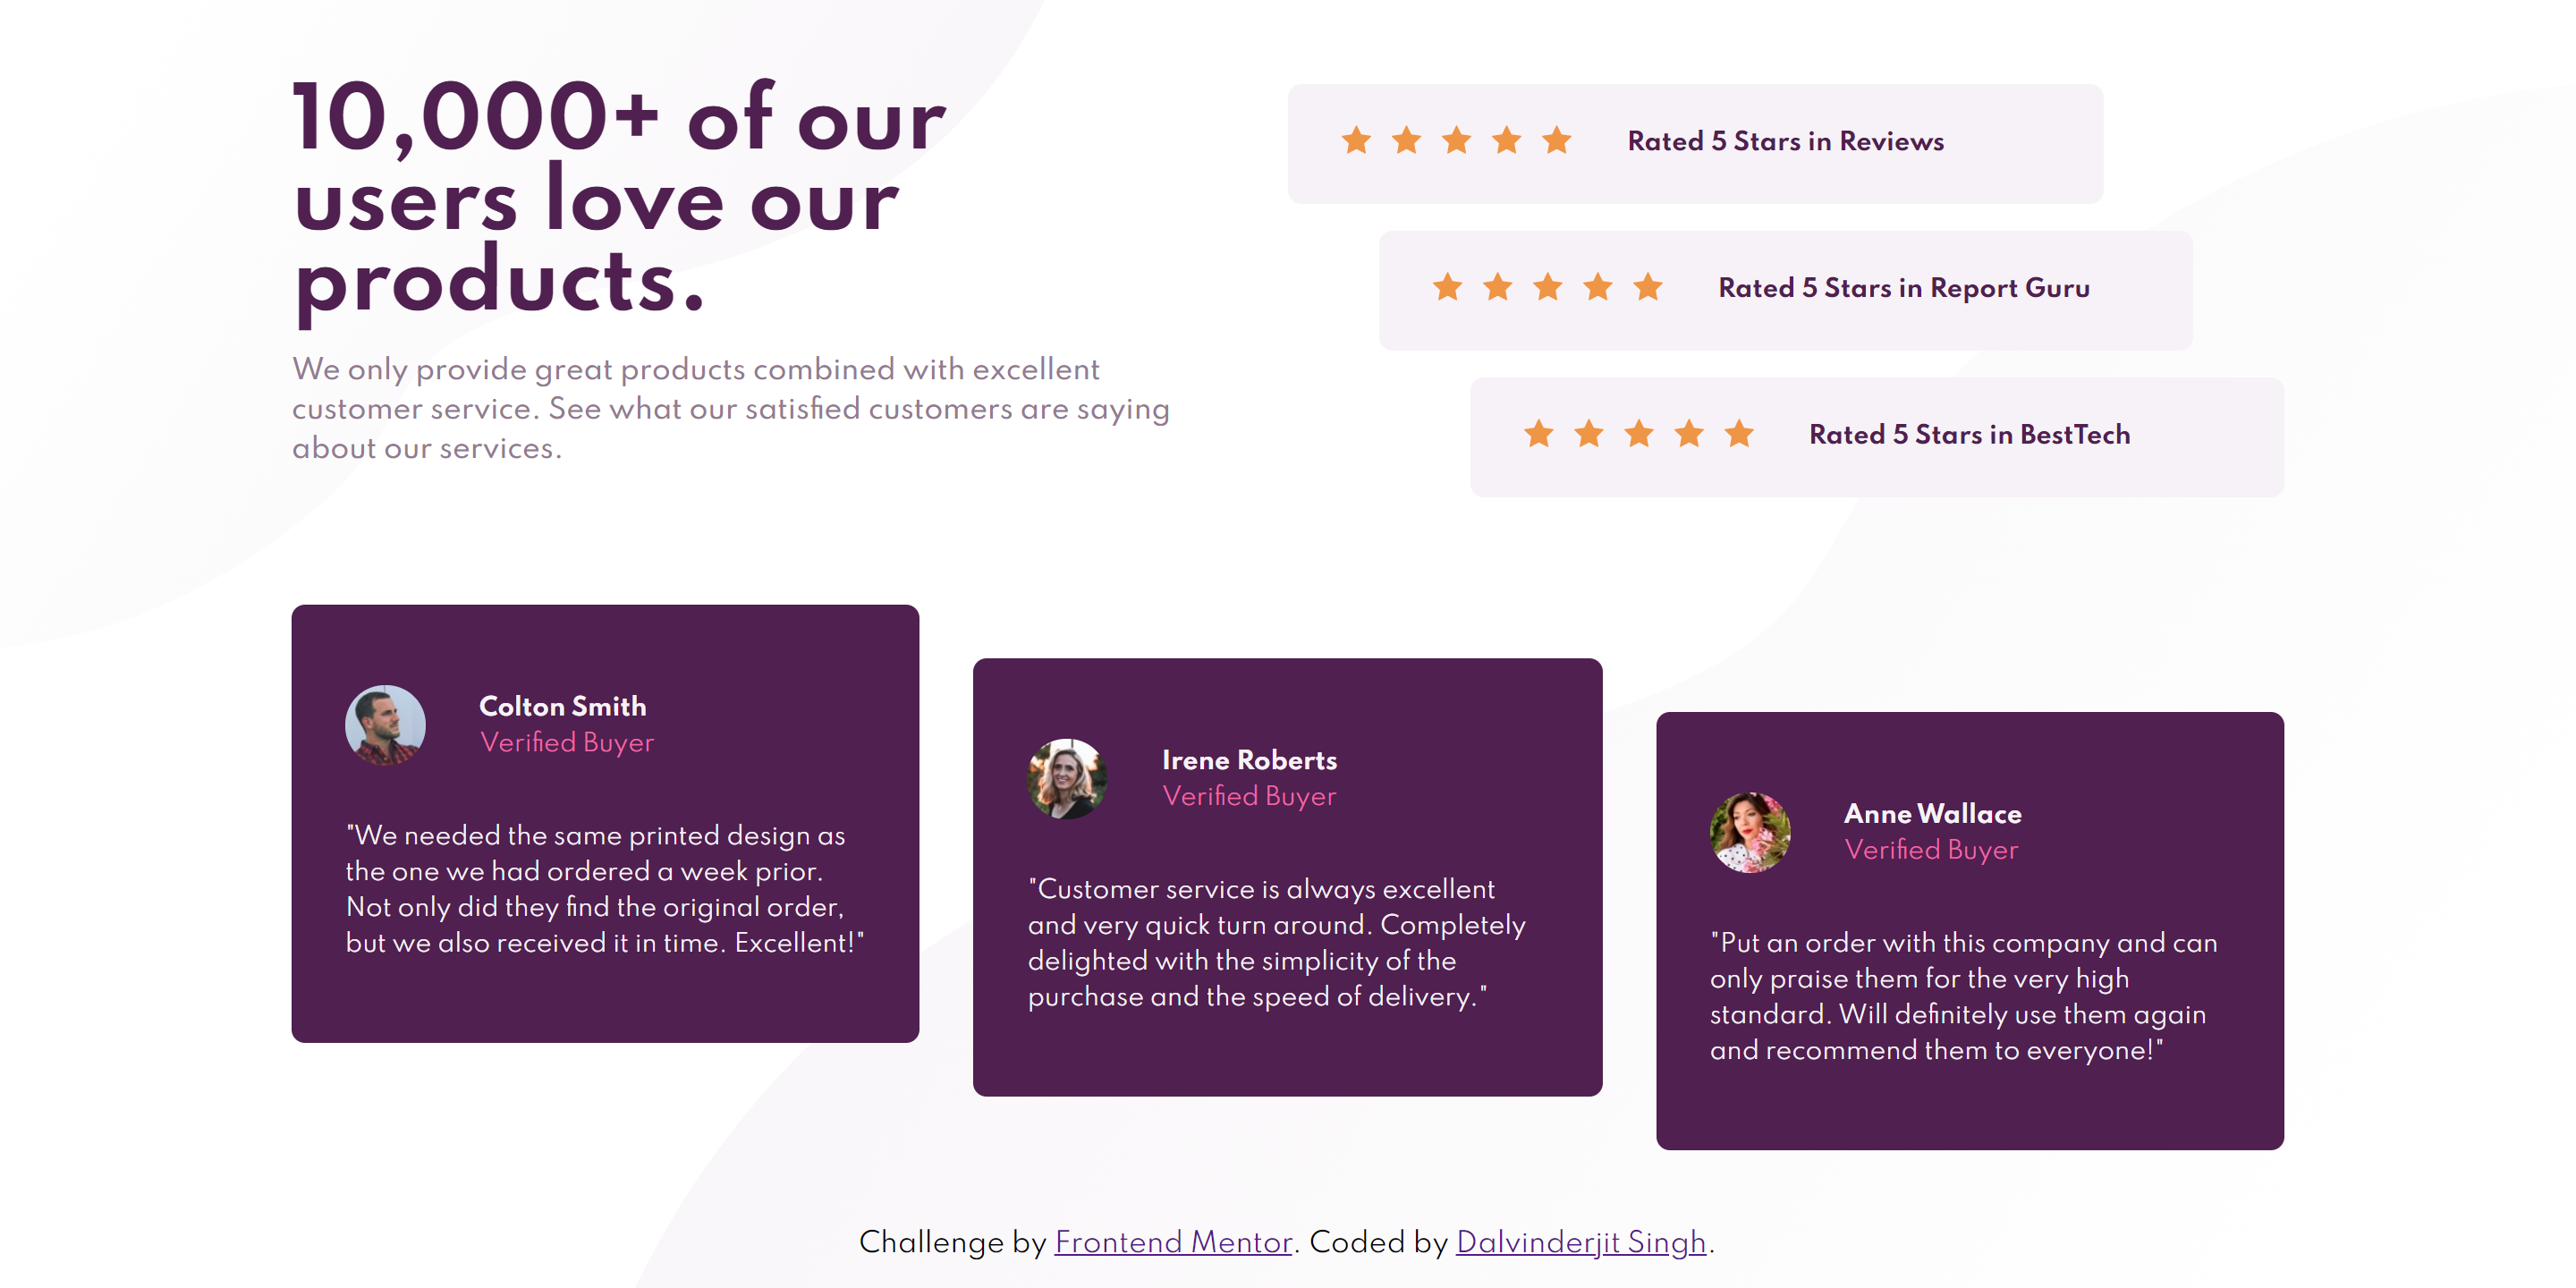 10,000+ of our
users love our
products.
We only provide great products combined with excellent
customer service. See what our satisfied customers are saying
about our services.
Rated 5 Stars in Reviews
Rated 5 Stars in Report Guru
Rated 5 Stars in BestTech
Colton Smith
Verified Buyer
"We needed the same printed design as
the one we had ordered a week prior.
Not only did they find the original order,
but we also received it in time. Excellent!"
Irene Roberts
Verified Buyer
"Customer service is always excellent
and very quick turn around. Completely
delighted with the simplicity of the
purchase and the speed of delivery."
Anne Wallace
Verified Buyer
"Put an order with this company and can
only praise them for the very high
standard. Will definitely use them again
and recommend them to everyone!"
Challenge by Frontend Mentor. Coded by Dalvinderjit Singh.